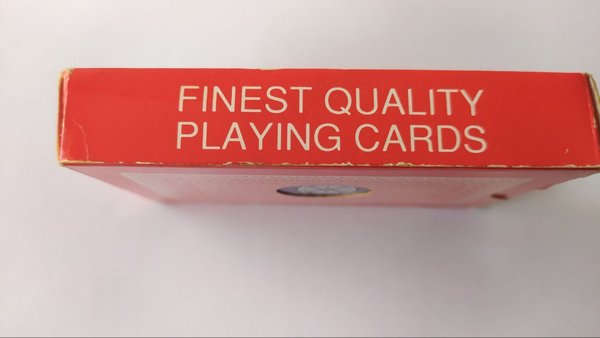 FINEST QUALITY
PLAYING CARDS